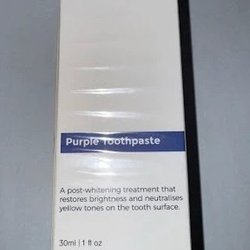 Purple Toothpaste
A post-whitening treatment that
restores brightness and neutralises
yellow tones on the tooth surface.
30ml | 1 fl oz